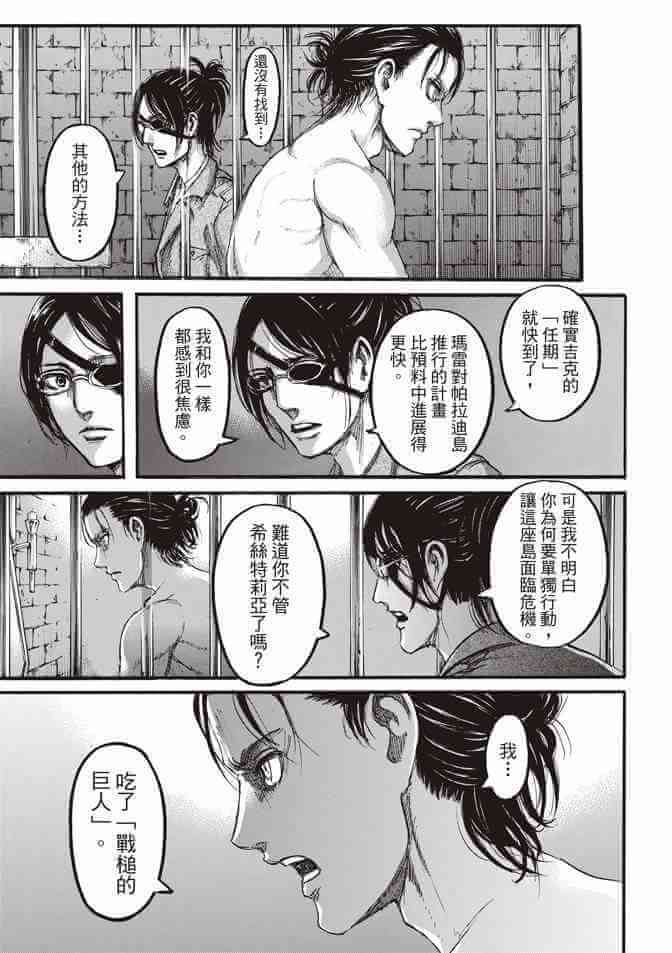 還沒有找到…
其他的方法…
確實吉克的
「任期」
就快到了，
瑪雷對帕拉迪島
推行的計畫
比預料中進展得
更快。
我和你一樣
都感到很焦慮。
可是我不明白
你為何要單獨行動，
讓這座島面臨危機。
難道你不管
希絲特莉亞了嗎？
我…
吃了「戰槌的
巨人」。